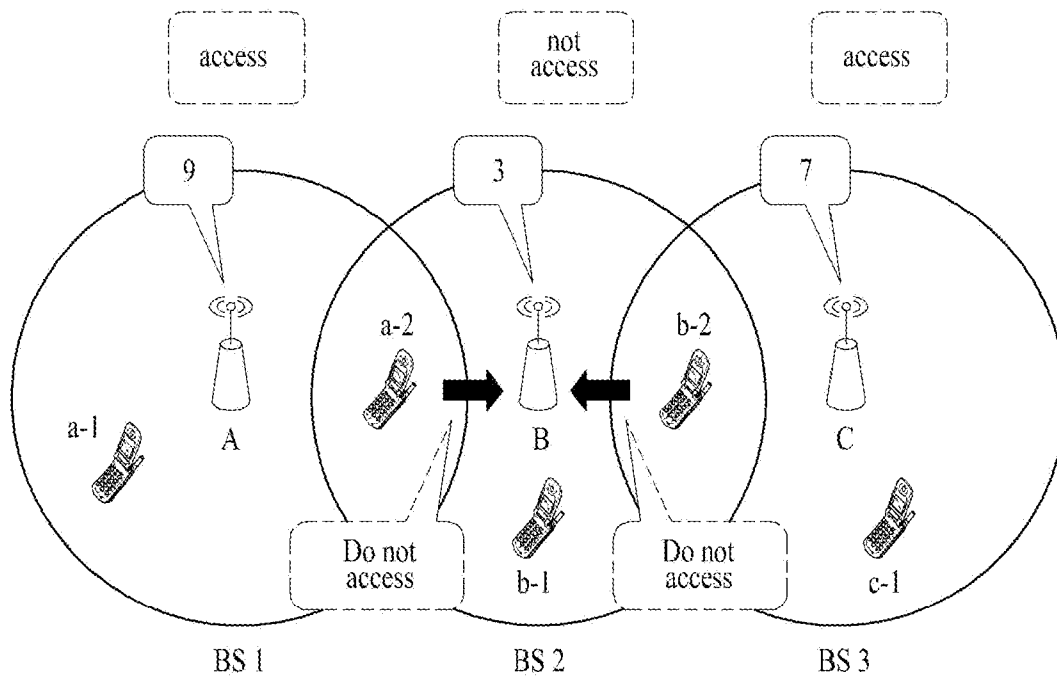 access
not
access
access
9
3
7
a-2
b-2
a-1
A
B
C
Do not
access
b-1
Do not
access
c-1
BS 1
BS 2
BS 3